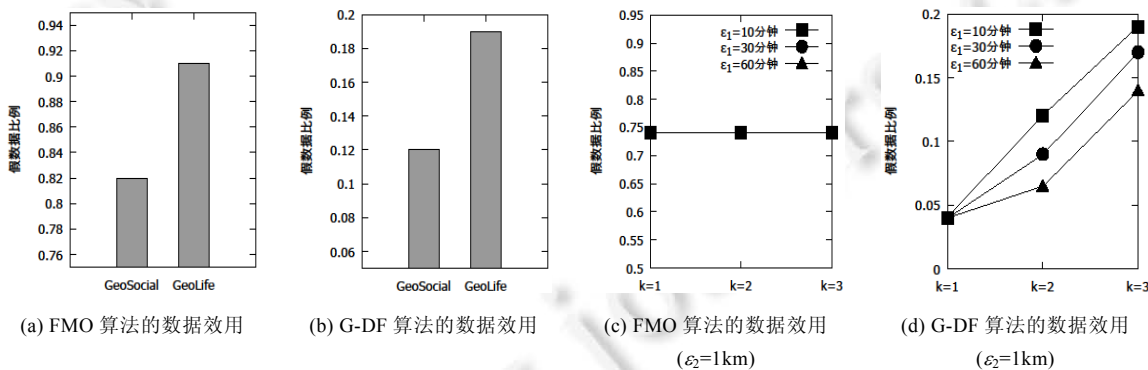 0.94
0.92
0.9
0.88
0.86
0.84
0.82
0.8
0.78
0.76
假数据比例
GeoSocial GeoLife
(a) FMO 算法的数据效用
0.2
0.18
0.16
0.14
0.12
0.1
0.08
0.06
假数据比例
GeoSocial GeoLife
(b) G-DF 算法的数据效用
0.95
0.9
0.85
0.8
0.75
0.7
0.65
0.6
0.55
0.5
假数据比例
ε1=10分钟
ε1=30分钟
ε1=60分钟
k=1 k=2 k=3
(c) FMO 算法的数据效用
(ε2=1km)
0.2
0.15
0.1
0.05
0
假数据比例
ε1=10分钟
ε1=30分钟
ε1=60分钟
k=1 k=2 k=3
(d) G-DF 算法的数据效用
(ε2=1km)